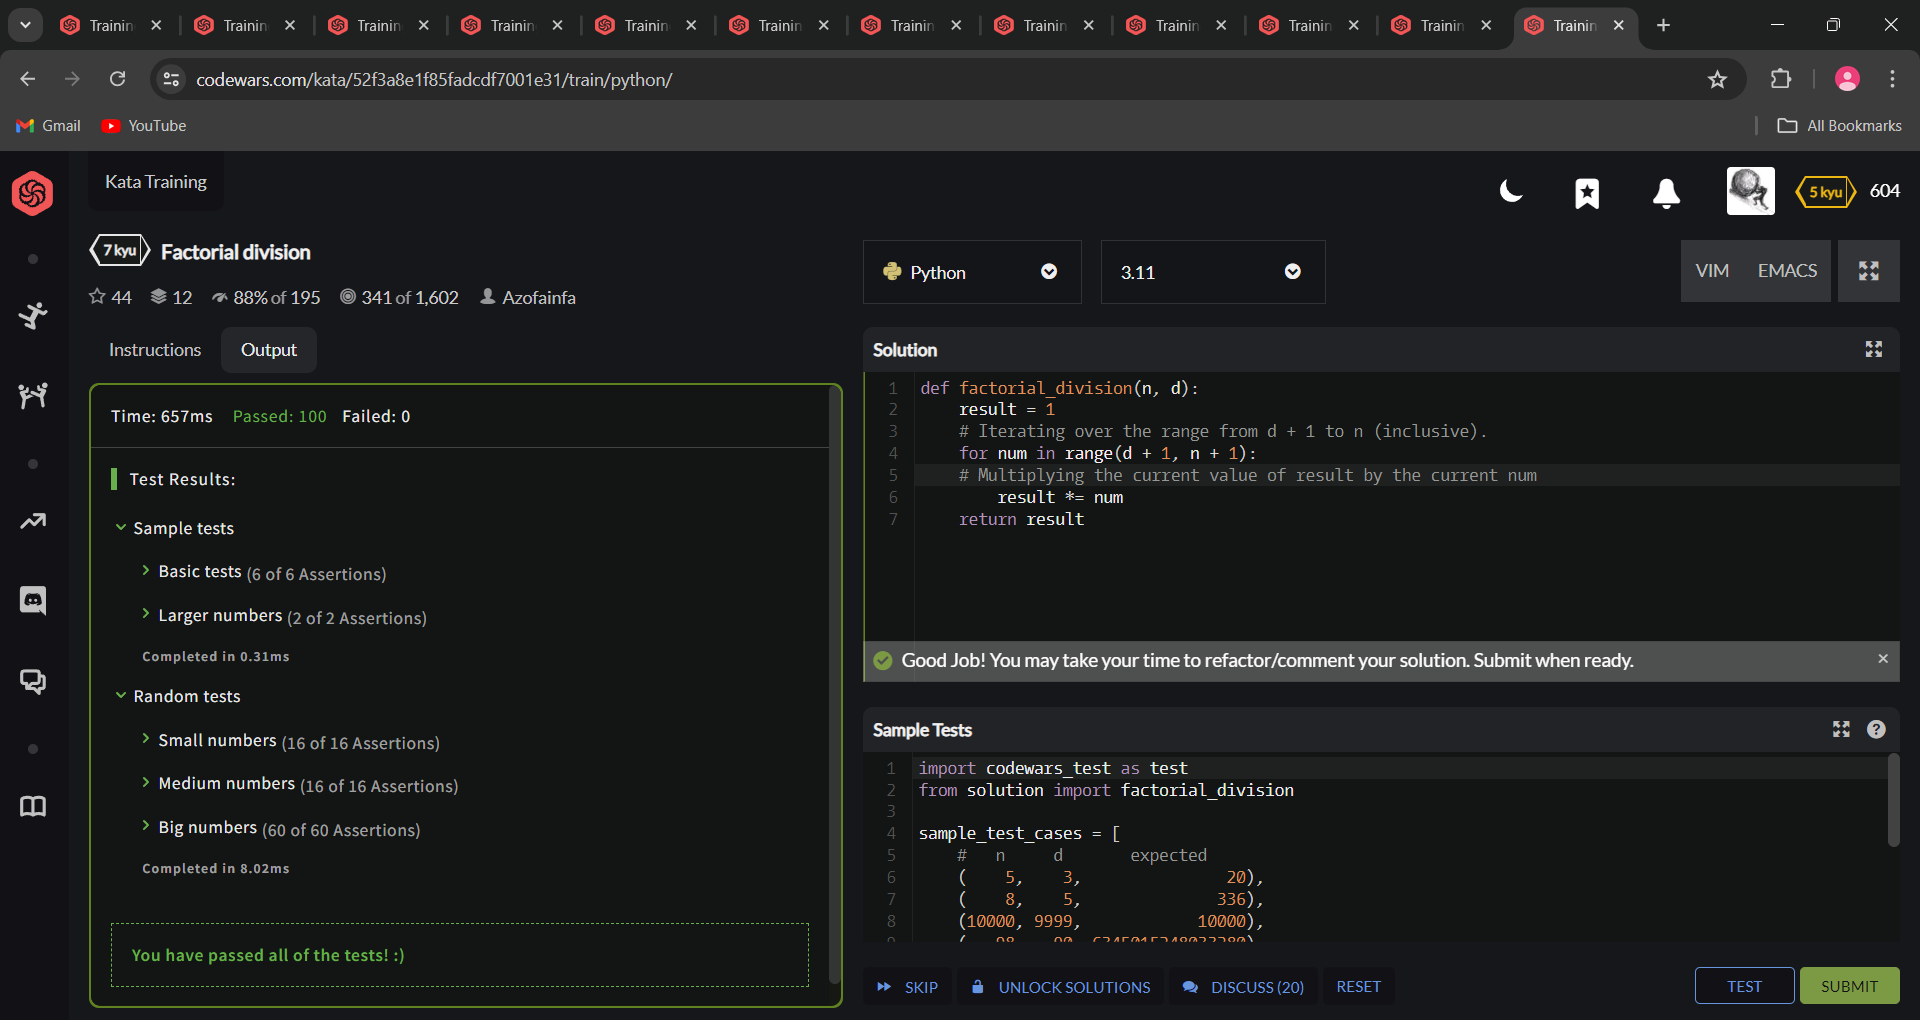 Trainin
Trainin
Trainin
Trainin
Trainin
Trainin
Trainin
Trainin
Trainin
Trainin
Trainin
Trainin
codewars.com/kata/52f3a8e1f85fadcdf7001e31/train/python/
Gmail
YouTube
All Bookmarks
Kata Training
5 kyu
604
7 kyu
Factorial division
44
12
88% of 195
341 of 1,602
Azofainfa
Python
3.11
VIM
EMACS
Instructions
Output
Time: 657ms Passed: 100 Failed: 0
Test Results:
Sample tests
Basic tests (6 of 6 Assertions)
Larger numbers (2 of 2 Assertions)
Completed in 0.31ms
Random tests
Small numbers (16 of 16 Assertions)
Medium numbers (16 of 16 Assertions)
Big numbers (60 of 60 Assertions)
Completed in 8.02ms
You have passed all of the tests! :)
Solution
1 def factorial_division(n, d):
2 result = 1
3 # Iterating over the range from d + 1 to n (inclusive).
4 for num in range(d + 1, n + 1):
5 # Multiplying the current value of result by the current num
6 result *= num
7 return result
Good Job! You may take your time to refactor/comment your solution. Submit when ready.
Sample Tests
1 import codewars_test as test
2 from solution import factorial_division
3
4 sample_test_cases = [
5 # n d expected
6 ( 5, 3, 20),
7 ( 8, 5, 336),
8 (10000, 9999, 10000),
SKIP
UNLOCK SOLUTIONS
DISCUSS (20)
RESET
TEST
SUBMIT